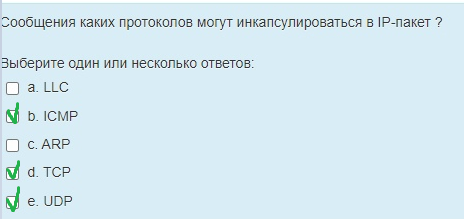 Сообщения каких протоколов могут инкапсулироваться в IP-пакет ?
Выберите один или несколько ответов:
a. LLC
b. ICMP
c. ARP
d. TCP
e. UDP